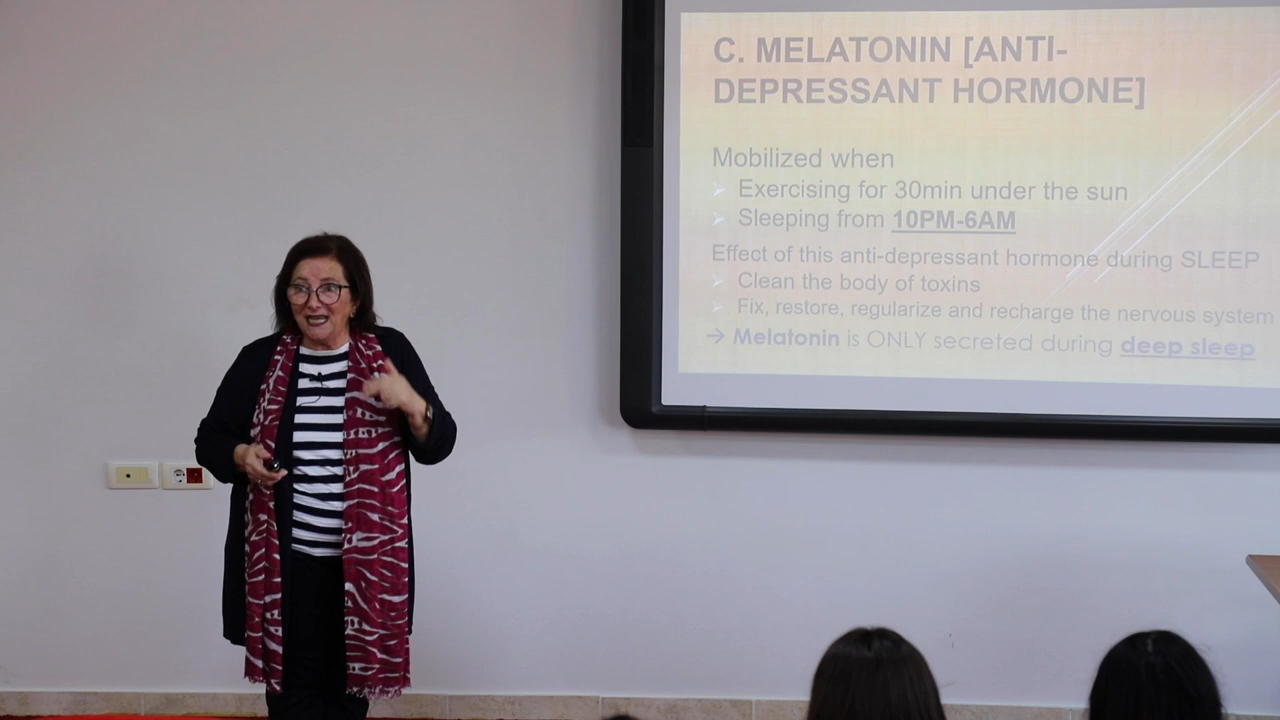 C. MELATONIN [ANTI-
DEPRESSANT HORMONE]
Mobilized when
Exercising for 30min under the sun
Sleeping from 10PM-6AM
Effect of this anti-depressant hormone during SLEEP
Clean the body of toxins
Fix, restore, regularize and recharge the nervous system
→ Melatonin is ONLY secreted during deep sleep